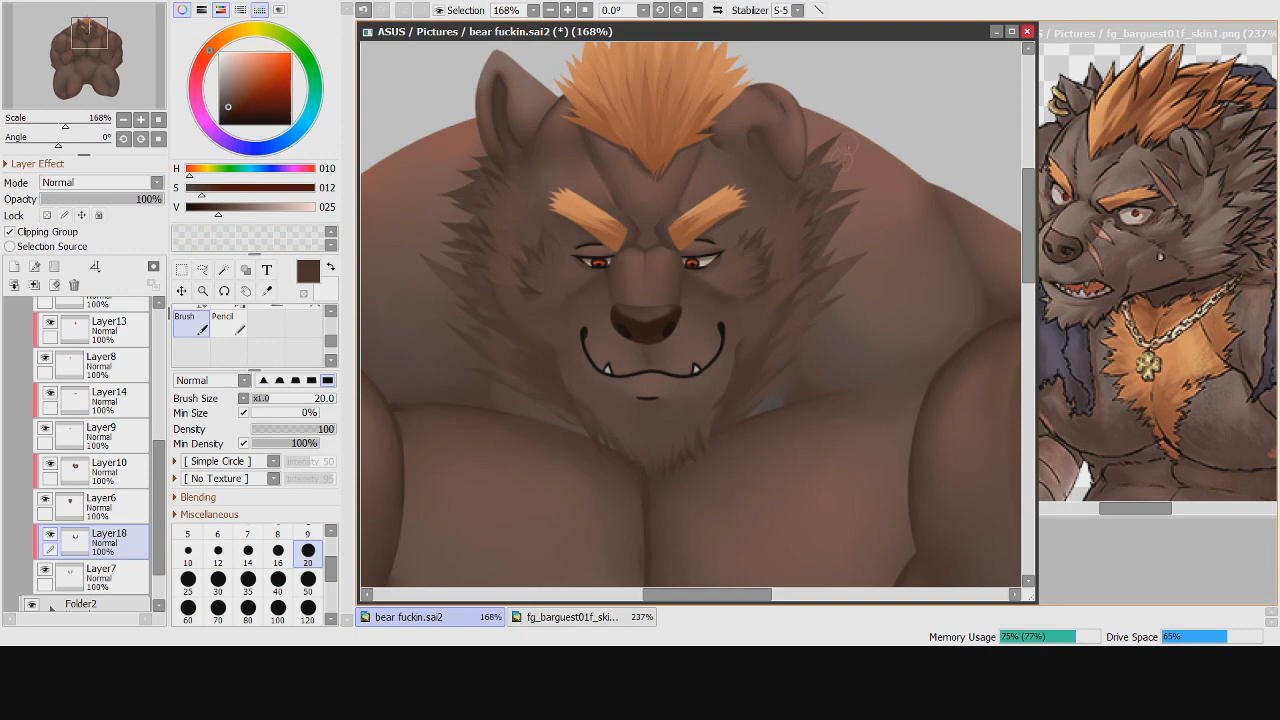 Selection 168% 0.0° Stabilizer S-5
ASUS \ Pictures / bear fuckin.sai2 (*) (168%)
/ Pictures / fg_barguest01f_skin1.png (237%
Scale 168%
Angle 0°
Layer Effect
Mode Normal
Opacity 100%
Lock
Clipping Group
Selection Source
H 010
S 012
V 025
T
Brush Pencil
Normal
Brush Size x1.0 20.0
Min Size 0%
Density 100
Min Density 100%
[ Simple Circle ] Intensity 50
[ No Texture ] Intensity 95
Blending
Miscellaneous
5 6 7 8 9
10 12 14 16 20
25 30 35 40 50
60 70 80 100 120
100%
Layer13
Normal
100%
Layer8
Normal
100%
Layer14
Normal
100%
Layer9
Normal
100%
Layer10
Normal
100%
Layer6
Normal
100%
Layer18
Normal
100%
Layer7
Normal
100%
Folder2
bear fuckin.sai2 168%
fg_barguest01f_ski... 237%
Memory Usage 75% (77%) Drive Space 65%